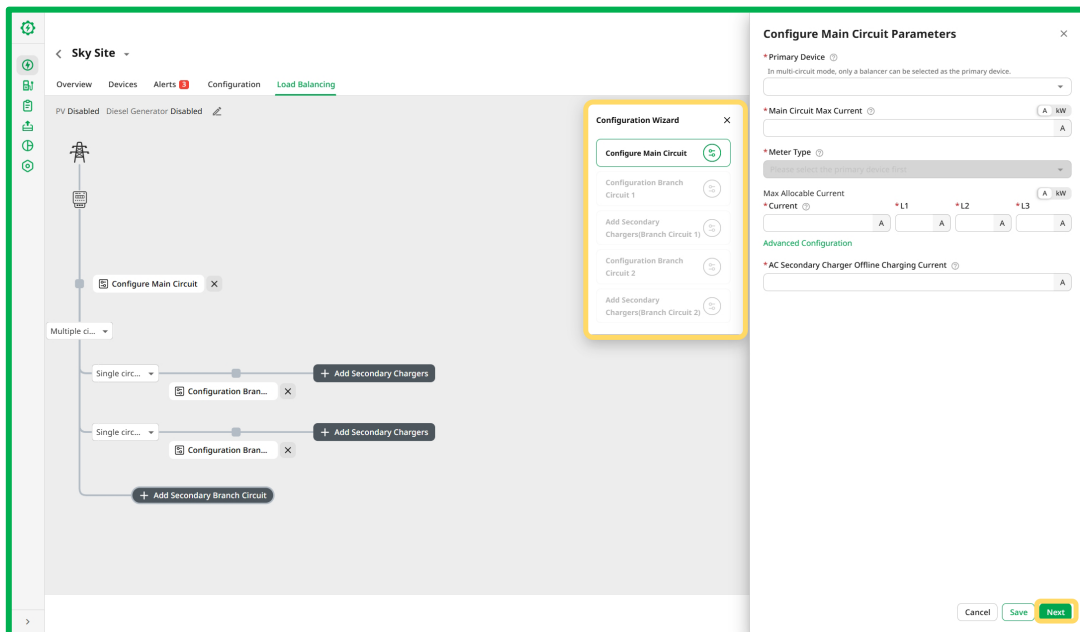 Sky Site
Overview Devices Alerts 3 Configuration Load Balancing
PV Disabled Diesel Generator Disabled
Configure Main Circuit
Multiple ci...
Single circ...
+ Add Secondary Chargers
Configuration Bran...
Single circ...
+ Add Secondary Chargers
Configuration Bran...
+ Add Secondary Branch Circuit
Configuration Wizard
Configure Main Circuit
Configuration Branch
Circuit 1
Add Secondary
Chargers(Branch Circuit 1)
Configuration Branch
Circuit 2
Add Secondary
Chargers(Branch Circuit 2)
Configure Main Circuit Parameters
* Primary Device
In multi-circuit mode, only a balancer can be selected as the primary device.
* Main Circuit Max Current A kW
A
* Meter Type
Please select the primary device first
Max Allocable Current A kW
* Current * L1 * L2 * L3
A A A A
Advanced Configuration
* AC Secondary Charger Offline Charging Current
A
Cancel Save Next